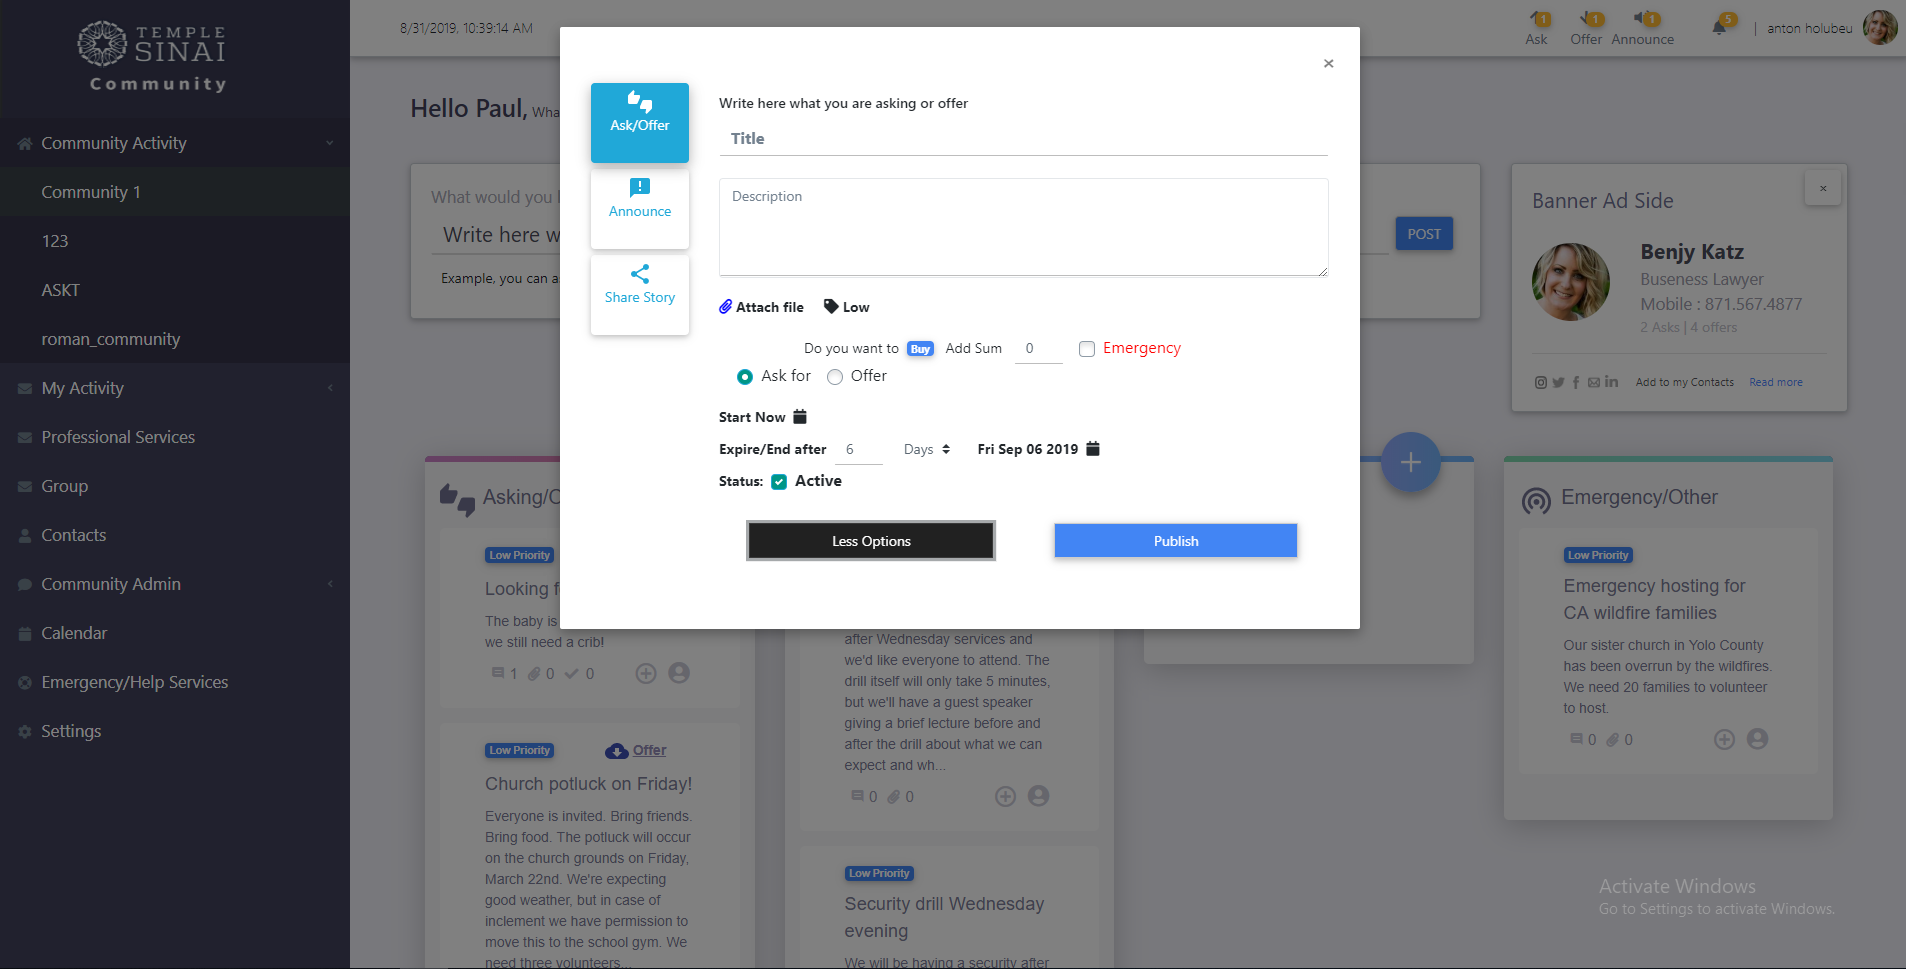 TEMPLE
SINAI
Community
Community Activity
Community 1
123
ASKT
roman_community
My Activity
Professional Services
Group
Contacts
Community Admin
Calendar
Emergency/Help Services
Settings
8/31/2019, 10:39:14 AM
1
Ask
1
Offer
1
Announce
5
anton holubeu
Hello Paul, Wha
What would you l
Write here w
Example, you can a
POST
×
Ask/Offer
Announce
Share Story
Write here what you are asking or offer
Title
Description
Attach file
Low
Do you want to Buy Add Sum 0 Emergency
Ask for Offer
Start Now
Expire/End after 6 Days Fri Sep 06 2019
Status: Active
Less Options
Publish
Banner Ad Side
×
Benjy Katz
Buseness Lawyer
Mobile : 871.567.4877
2 Asks | 4 offers
Add to my Contacts Read more
Asking/O
Low Priority
Looking f
The baby is
we still need a crib!
1 0 0
Low Priority
Offer
Church potluck on Friday!
Everyone is invited. Bring friends.
Bring food. The potluck will occur
on the church grounds on Friday,
March 22nd. We're expecting
good weather, but in case of
inclement we have permission to
move this to the school gym. We
need three volunteers...
after Wednesday services and
we'd like everyone to attend. The
drill itself will only take 5 minutes,
but we'll have a guest speaker
giving a brief lecture before and
after the drill about what we can
expect and wh...
0 0
Low Priority
Security drill Wednesday
evening
We will be having a security after
Emergency/Other
Low Priority
Emergency hosting for
CA wildfire families
Our sister church in Yolo County
has been overrun by the wildfires.
We need 20 families to volunteer
to host.
0 0
Activate Windows
Go to Settings to activate Windows.